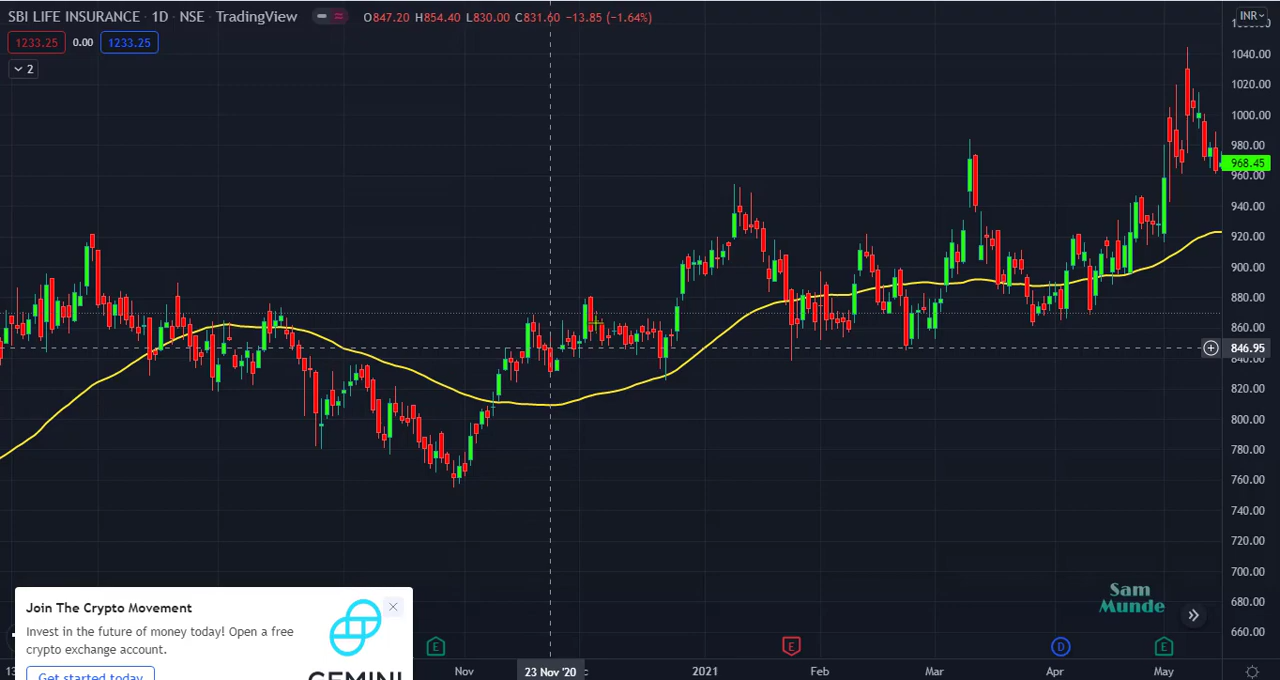 SBI LIFE INSURANCE · 1D · NSE · TradingView
O847.20 H854.40 L830.00 C831.60 −13.85 (−1.64%)
INR
1233.25 0.00 1233.25
2
1040.00
1020.00
1000.00
980.00
968.45
960.00
940.00
920.00
900.00
880.00
860.00
846.95
840.00
820.00
800.00
780.00
760.00
740.00
720.00
700.00
680.00
660.00
Sam
Munde
Join The Crypto Movement
Invest in the future of money today! Open a free
crypto exchange account.
Get started today
GEMINI
E E D E
Nov 23 Nov '20 2021 Feb Mar Apr May